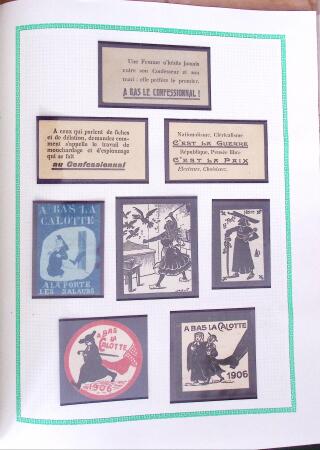 Une Femme n'hésite jamais
entre son Confesseur et son
mari : elle préfère le premier.
A BAS LE CONFESSIONNAL !
A ceux qui parlent de fiches
et de délation, demandez com-
ment s'appelle le travail de
mouchardage et d'espionnage
qui se fait
au Confessionnal
Nationalisme, Cléricalisme
C'EST LA GUERRE
République, Pensée libre
C'EST LA PAIX
Electeurs, Choisissez.
A BAS LA
CALOTTE
A LA PORTE
LES SALAUDS
A BAS
LA
CALOTTE
1906
A BAS LA CALOTTE
1906